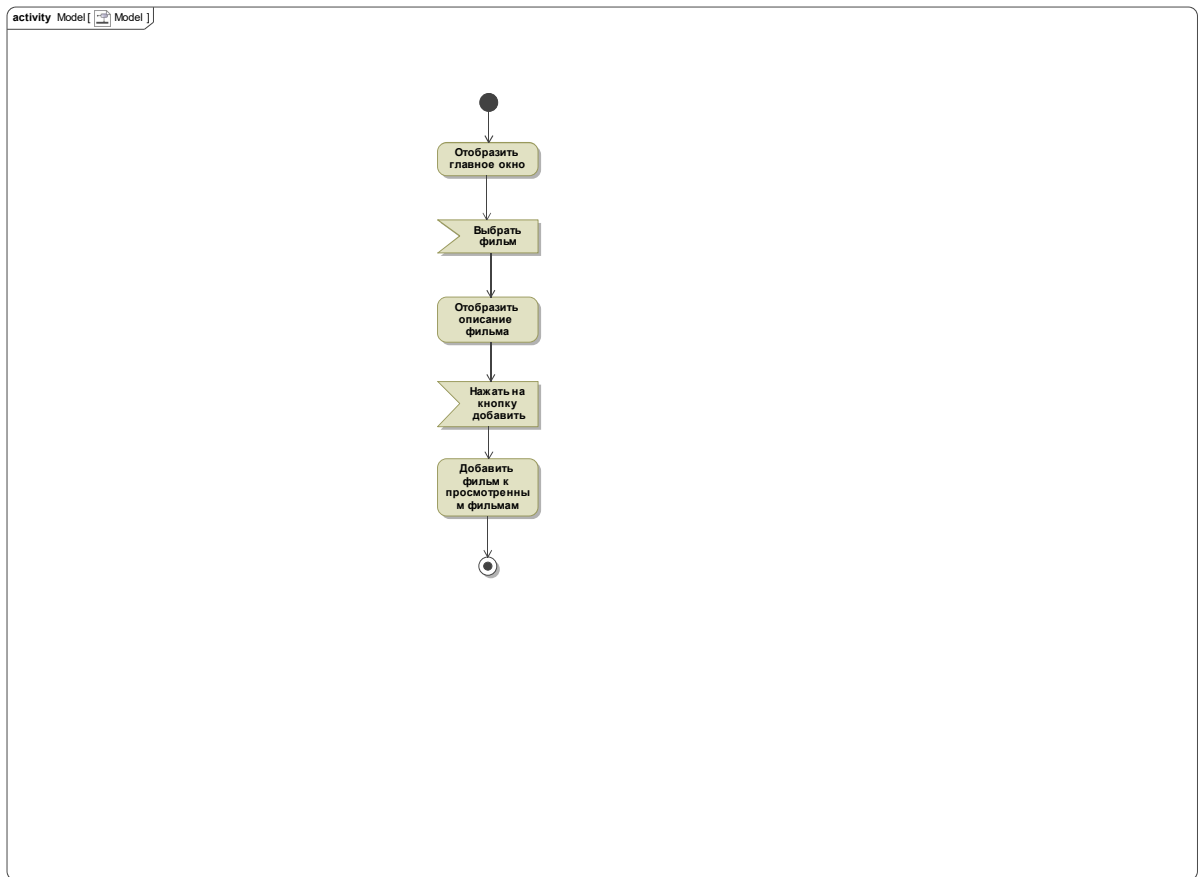 activity Model [ Model ]
Отобразить
главное окно
Выбрать
фильм
Отобразить
описание
фильма
Нажать на
кнопку
добавить
Добавить
фильм к
просмотренны
м фильмам